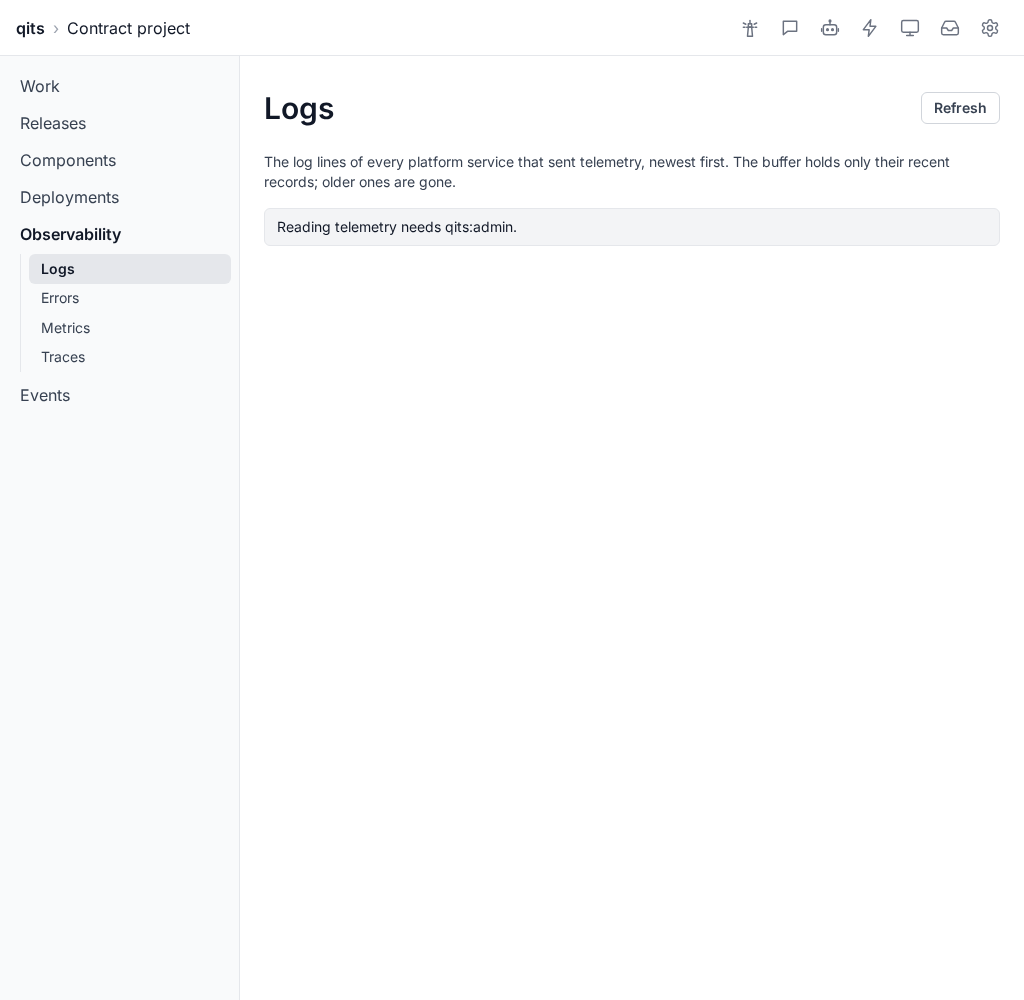 qits › Contract project
Work
Releases
Components
Deployments
Observability
Logs
Errors
Metrics
Traces
Events
Logs
Refresh
The log lines of every platform service that sent telemetry, newest first. The buffer holds only their recent
records; older ones are gone.
Reading telemetry needs qits:admin.